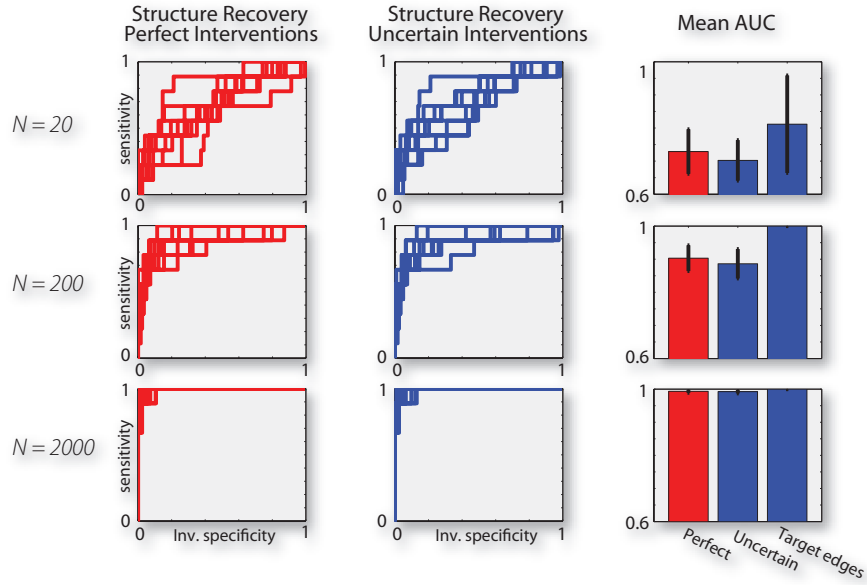 Structure Recovery
Perfect Interventions
Structure Recovery
Uncertain Interventions
Mean AUC
N = 20
1
sensitivity
0
0
1
1
0
0
1
1
0.6
N = 200
1
sensitivity
0
0
1
1
0
0
1
1
0.6
N = 2000
1
sensitivity
0
0
Inv. specificity
1
1
0
0
Inv. specificity
1
1
0.6
Perfect
Uncertain
Target edges